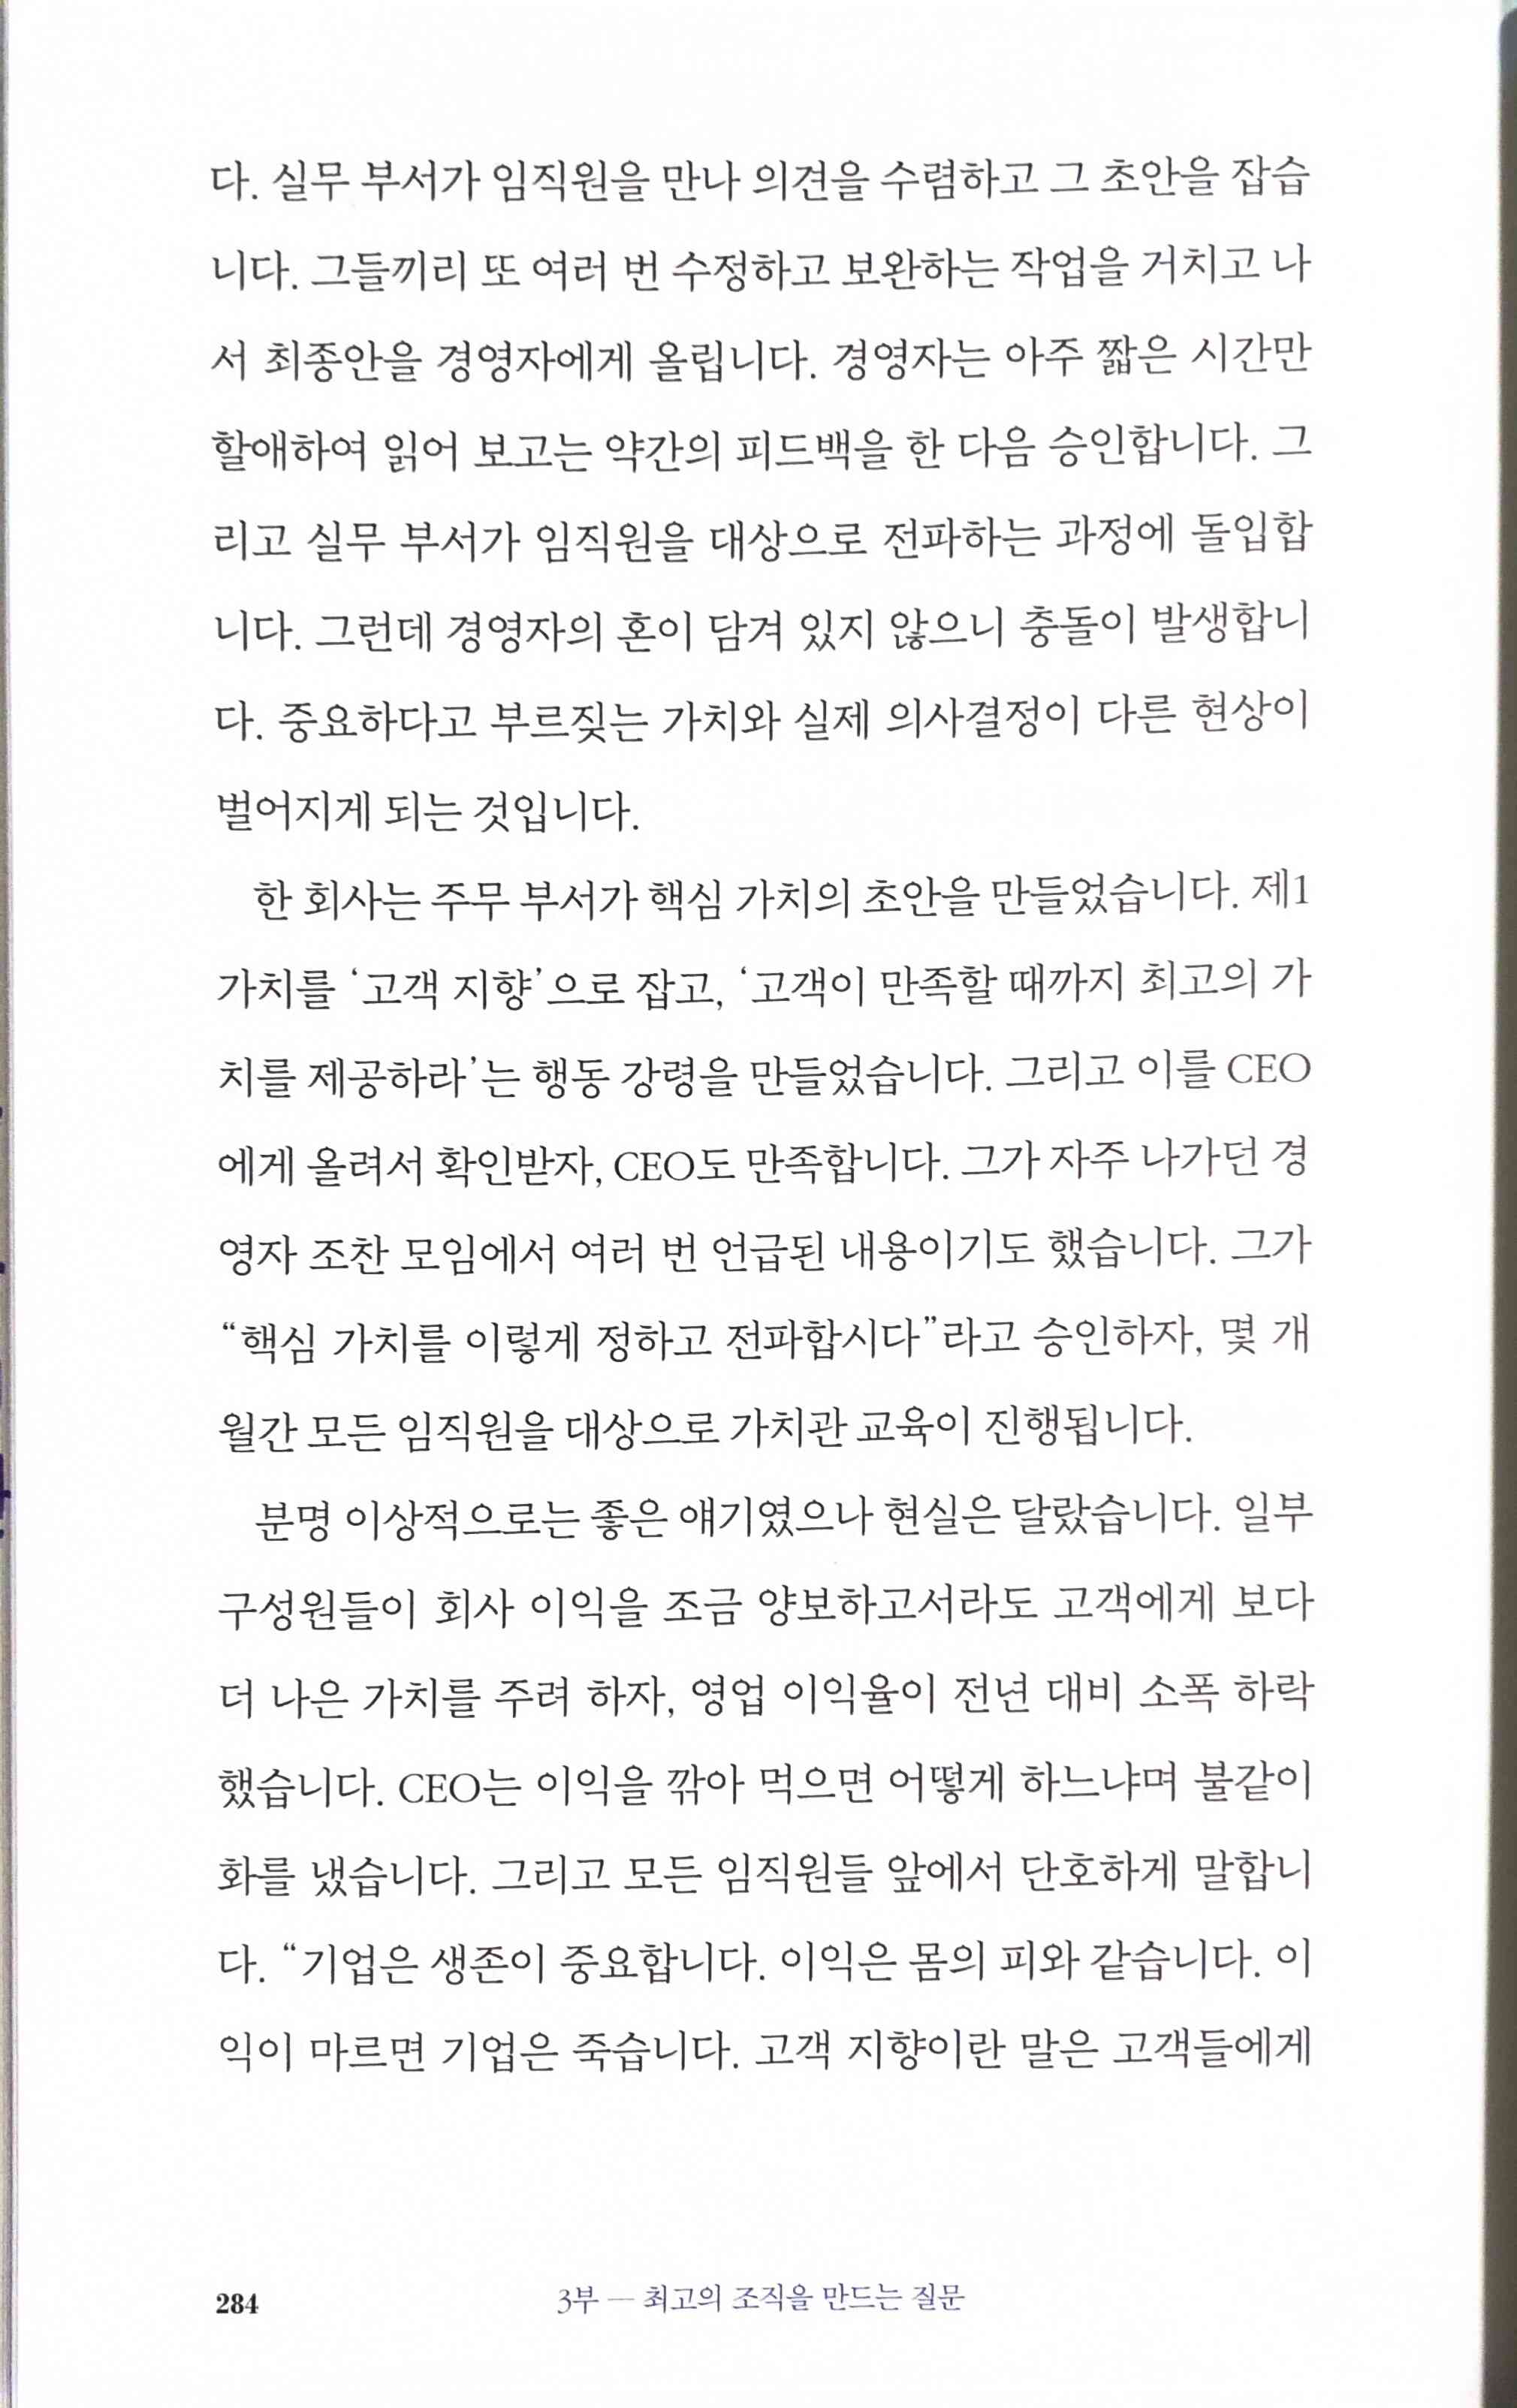 다. 실무 부서가 임직원을 만나 의견을 수렴하고 그 초안을 잡습
니다. 그들끼리 또 여러 번 수정하고 보완하는 작업을 거치고 나
서 최종안을 경영자에게 올립니다. 경영자는 아주 짧은 시간만
할애하여 읽어 보고는 약간의 피드백을 한 다음 승인합니다. 그
리고 실무 부서가 임직원을 대상으로 전파하는 과정에 돌입합
니다. 그런데 경영자의 혼이 담겨 있지 않으니 충돌이 발생합니
다. 중요하다고 부르짖는 가치와 실제 의사결정이 다른 현상이
벌어지게 되는 것입니다.
한 회사는 주무 부서가 핵심 가치의 초안을 만들었습니다. 제1
가치를 ‘고객 지향’으로 잡고, ‘고객이 만족할 때까지 최고의 가
치를 제공하라’는 행동 강령을 만들었습니다. 그리고 이를 CEO
에게 올려서 확인받자, CEO도 만족합니다. 그가 자주 나가던 경
영자 조찬 모임에서 여러 번 언급된 내용이기도 했습니다. 그가
“핵심 가치를 이렇게 정하고 전파합시다”라고 승인하자, 몇 개
월간 모든 임직원을 대상으로 가치관 교육이 진행됩니다.
분명 이상적으로는 좋은 얘기였으나 현실은 달랐습니다. 일부
구성원들이 회사 이익을 조금 양보하고서라도 고객에게 보다
더 나은 가치를 주려 하자, 영업 이익율이 전년 대비 소폭 하락
했습니다. CEO는 이익을 깎아 먹으면 어떻게 하느냐며 불같이
화를 냈습니다. 그리고 모든 임직원들 앞에서 단호하게 말합니
다. “기업은 생존이 중요합니다. 이익은 몸의 피와 같습니다. 이
익이 마르면 기업은 죽습니다. 고객 지향이란 말은 고객들에게
284 3부 — 최고의 조직을 만드는 질문